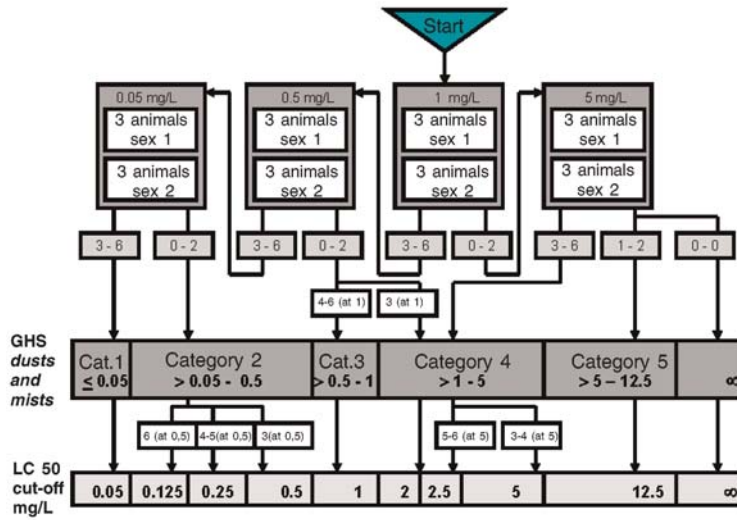 Start
0.05 mg/L
0.5 mg/L
1 mg/L
5 mg/L
3 animals
sex 1
3 animals
sex 1
3 animals
sex 1
3 animals
sex 1
3 animals
sex 2
3 animals
sex 2
3 animals
sex 2
3 animals
sex 2
3 - 6
0 - 2
3 - 6
0 - 2
3 - 6
0 - 2
3 - 6
1 - 2
0 - 0
4-6 (at 1)
3 (at 1)
GHS
dusts
and
mists
Cat.1
≤ 0.05
Category 2
> 0.05 - 0.5
Cat.3
> 0.5 - 1
Category 4
> 1 - 5
Category 5
> 5 – 12.5
∞
6 (at 0,5)
4-5(at 0,5)
3(at 0,5)
5-6 (at 5)
3-4 (at 5)
LC 50
cut-off
mg/L
0.05
0.125
0.25
0.5
1
2
2.5
5
12.5
∞